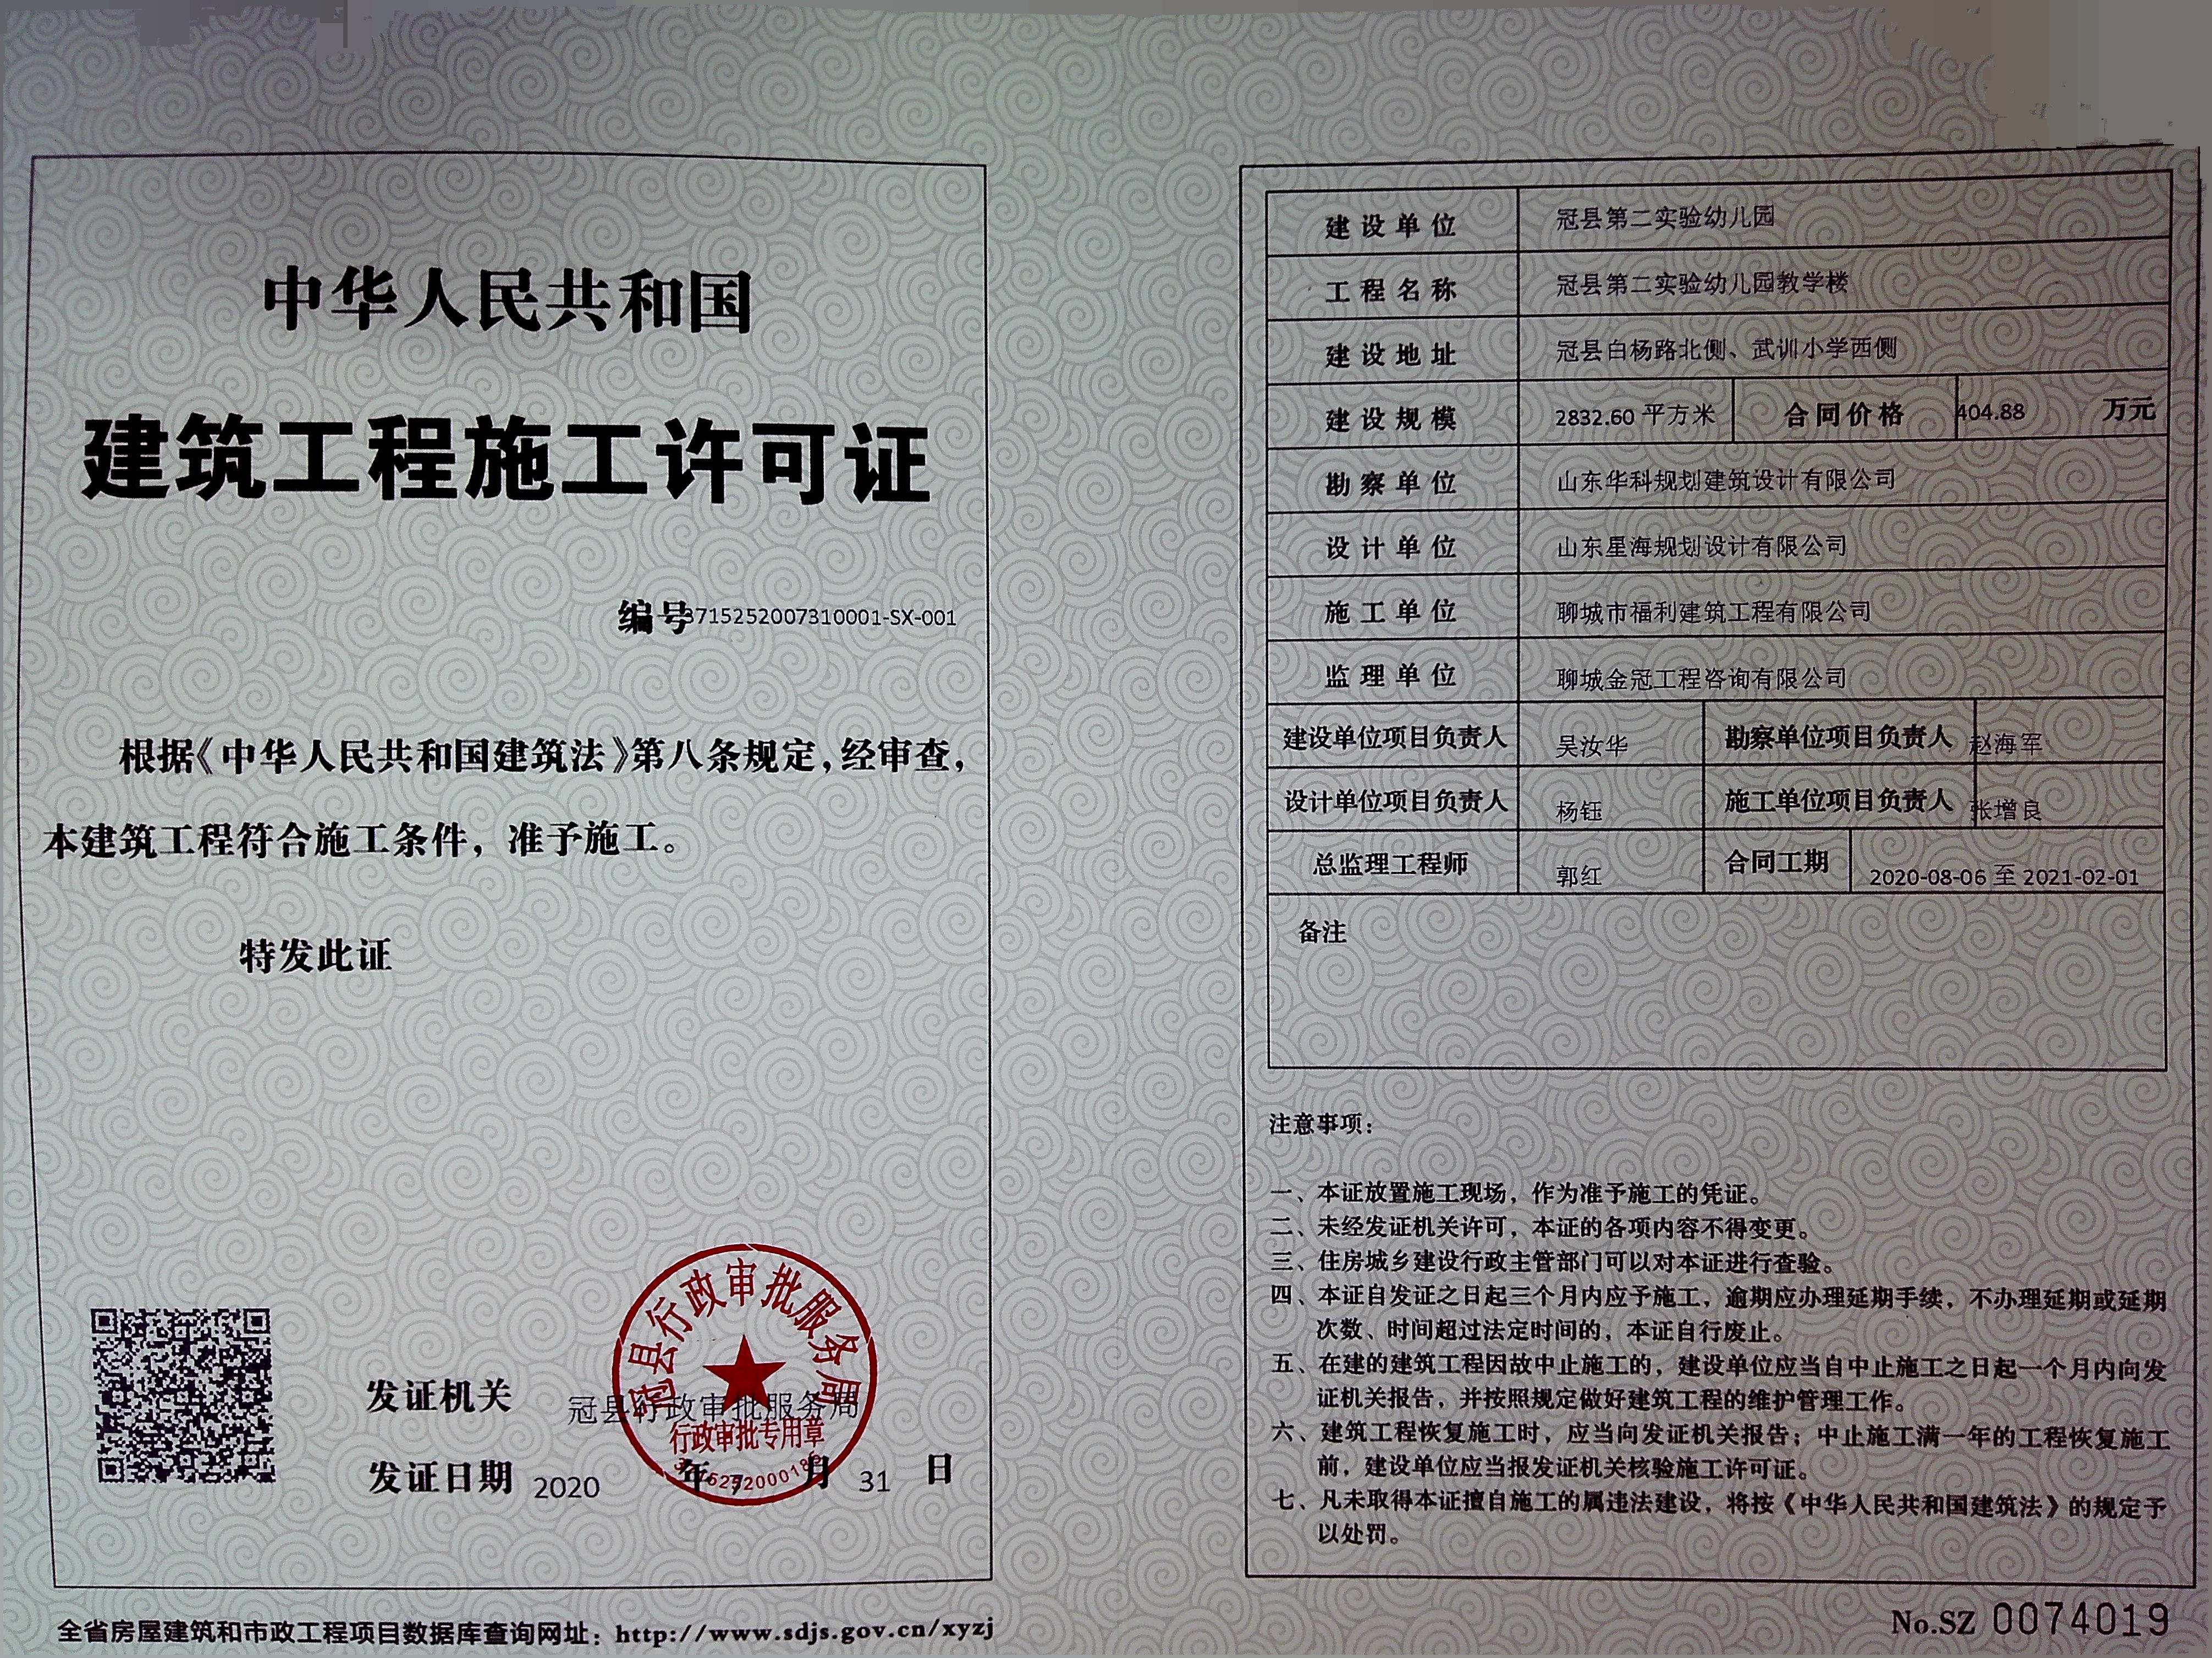 中华人民共和国
建筑工程施工许可证
编号3715252007310001-SX-001
根据《中华人民共和国建筑法》第八条规定，经审查，
本建筑工程符合施工条件，准予施工。
特发此证
发证机关 冠县行政审批服务局
发证日期 2020 年 7 月 31 日
冠县行政审批服务局
行政审批专用章
全省房屋建筑和市政工程项目数据库查询网址：http://www.sdjs.gov.cn/xyzj
建设单位 冠县第二实验幼儿园
工程名称 冠县第二实验幼儿园教学楼
建设地址 冠县白杨路北侧、武训小学西侧
建设规模 2832.60 平方米 合同价格 404.88 万元
勘察单位 山东华科规划建筑设计有限公司
设计单位 山东星海规划设计有限公司
施工单位 聊城市福利建筑工程有限公司
监理单位 聊城金冠工程咨询有限公司
建设单位项目负责人 吴汝华 勘察单位项目负责人 赵海军
设计单位项目负责人 杨钰 施工单位项目负责人 张增良
总监理工程师 郭红 合同工期 2020-08-06 至 2021-02-01
备注
注意事项：
一、本证放置施工现场，作为准予施工的凭证。
二、未经发证机关许可，本证的各项内容不得变更。
三、住房城乡建设行政主管部门可以对本证进行查验。
四、本证自发证之日起三个月内应予施工，逾期应办理延期手续，不办理延期或延期
次数、时间超过法定时间的，本证自行废止。
五、在建的建筑工程因故中止施工的，建设单位应当自中止施工之日起一个月内向发
证机关报告，并按照规定做好建筑工程的维护管理工作。
六、建筑工程恢复施工时，应当向发证机关报告；中止施工满一年的工程恢复施工
前，建设单位应当报发证机关核验施工许可证。
七、凡未取得本证擅自施工的属违法建设，将按《中华人民共和国建筑法》的规定予
以处罚。
No.SZ 0074019